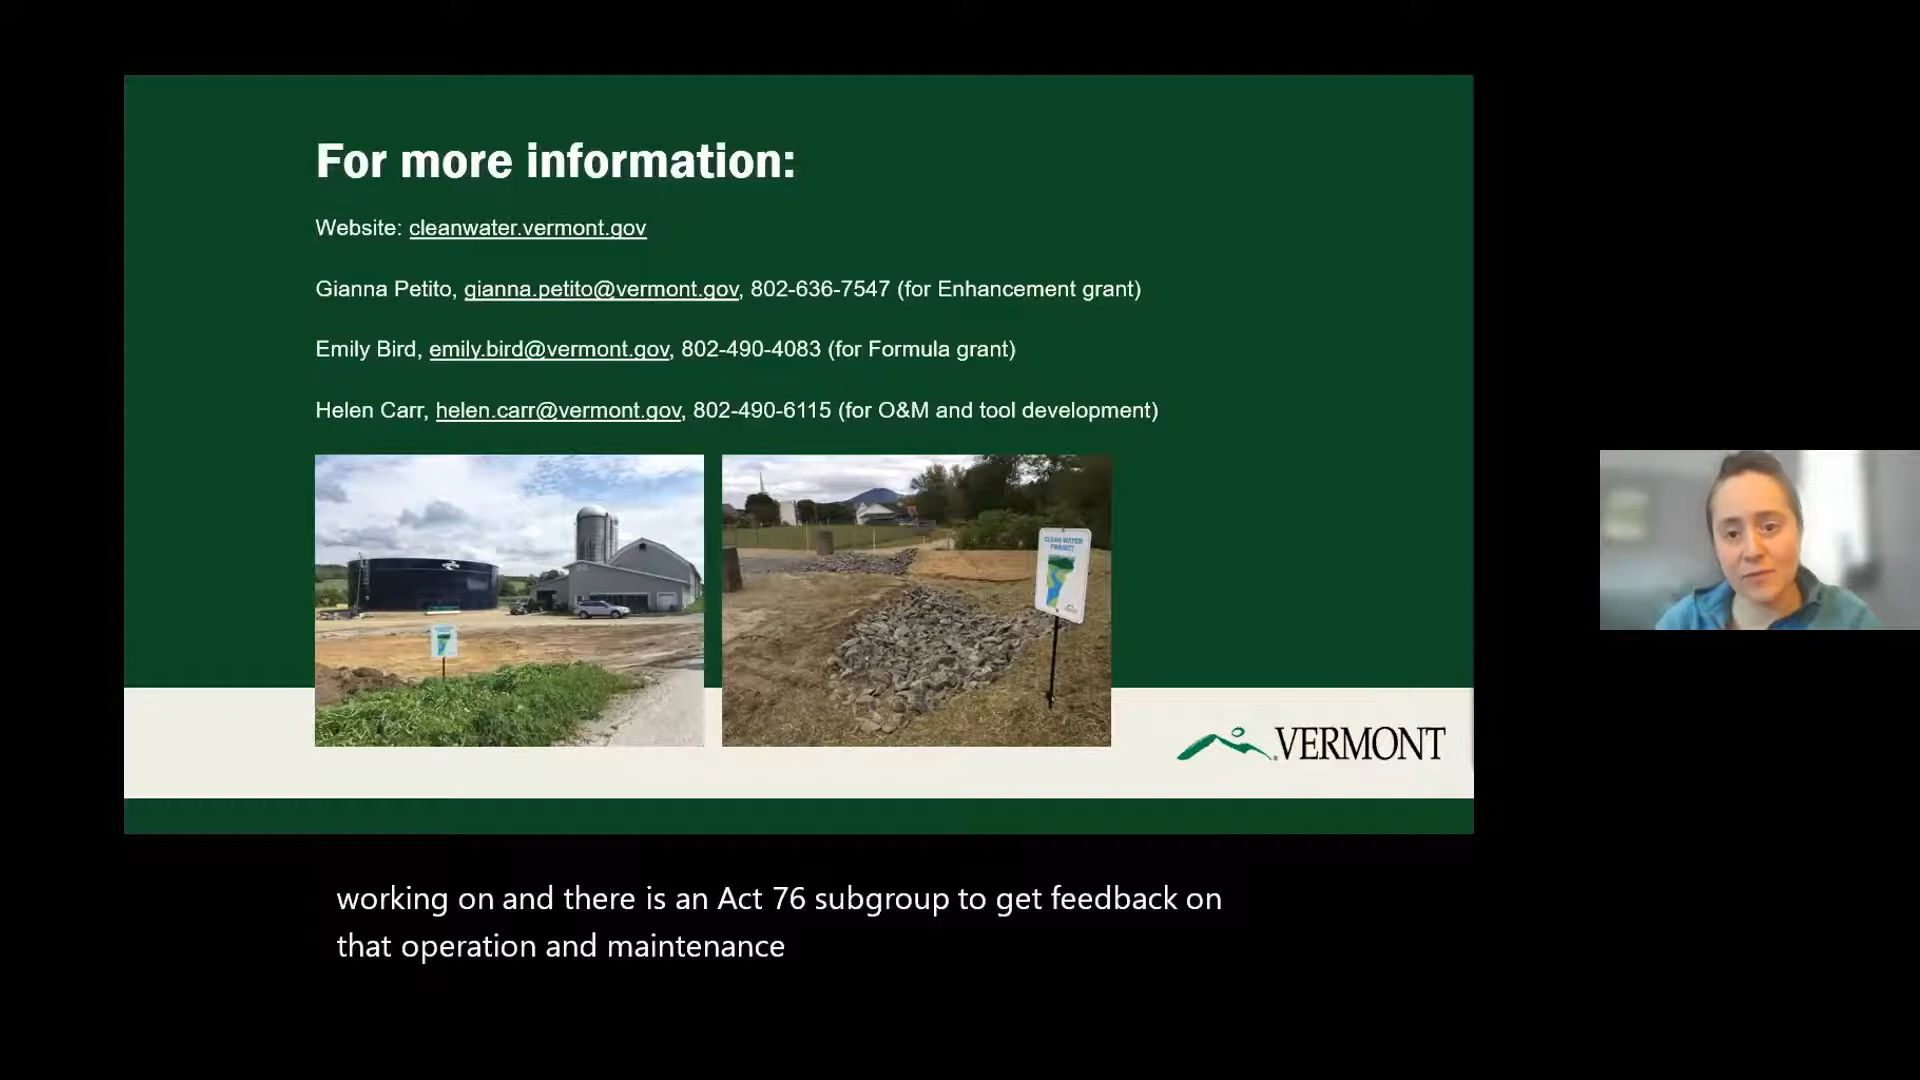 For more information:
Website: cleanwater.vermont.gov
Gianna Petito, gianna.petito@vermont.gov, 802-636-7547 (for Enhancement grant)
Emily Bird, emily.bird@vermont.gov, 802-490-4083 (for Formula grant)
Helen Carr, helen.carr@vermont.gov, 802-490-6115 (for O&M and tool development)
CLEAN WATER
PROJECT
VERMONT
working on and there is an Act 76 subgroup to get feedback on
that operation and maintenance